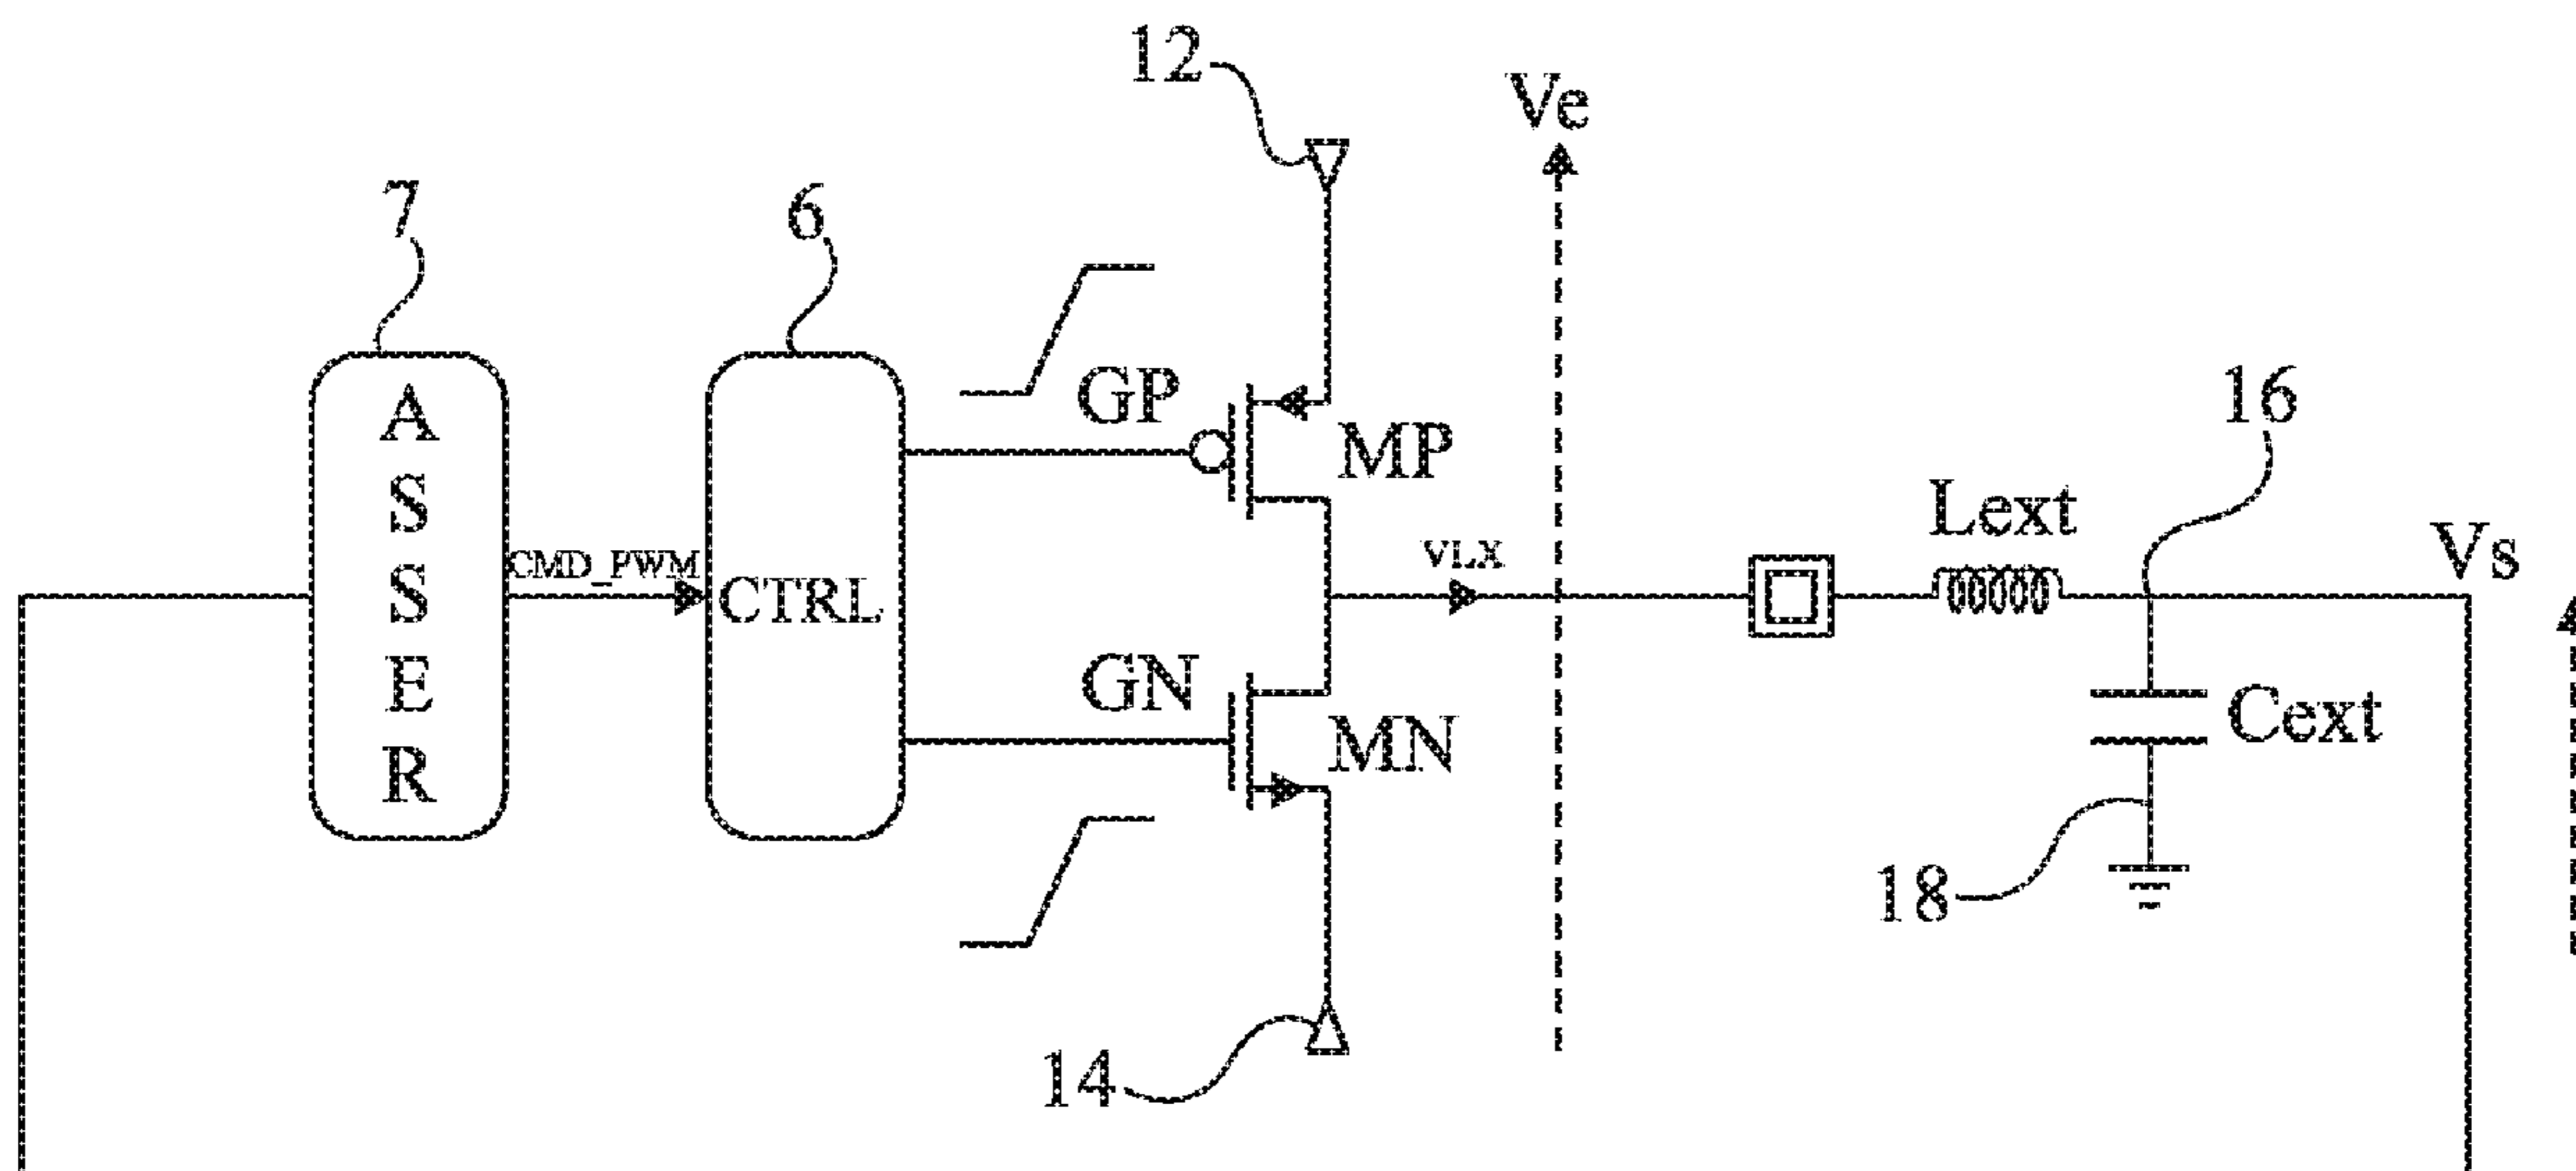 12
Ve
7
6
GP
MP
16
A
S
S
E
R
CMD_PWM
CTRL
VLX
Lext
Vs
GN
MN
Cext
18
14